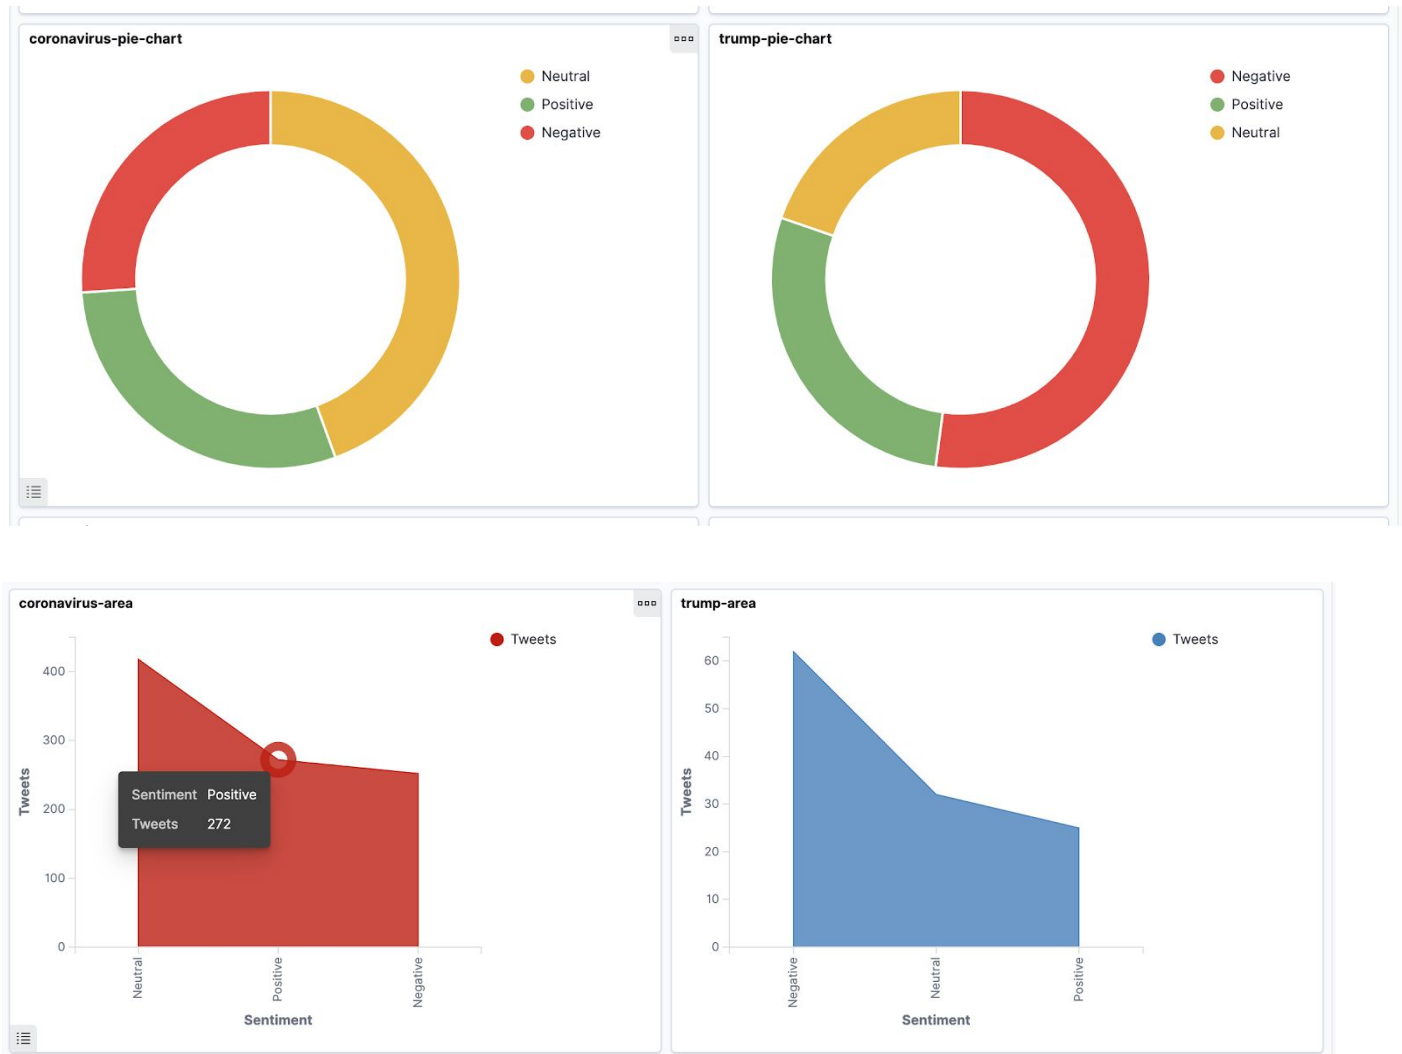 coronavirus-pie-chart
Neutral
Positive
Negative
trump-pie-chart
Negative
Positive
Neutral
coronavirus-area
Tweets
400
300
200
100
0
Tweets
Sentiment Positive
Tweets 272
Neutral
Positive
Negative
Sentiment
trump-area
Tweets
60
50
40
30
20
10
0
Tweets
Negative
Neutral
Positive
Sentiment